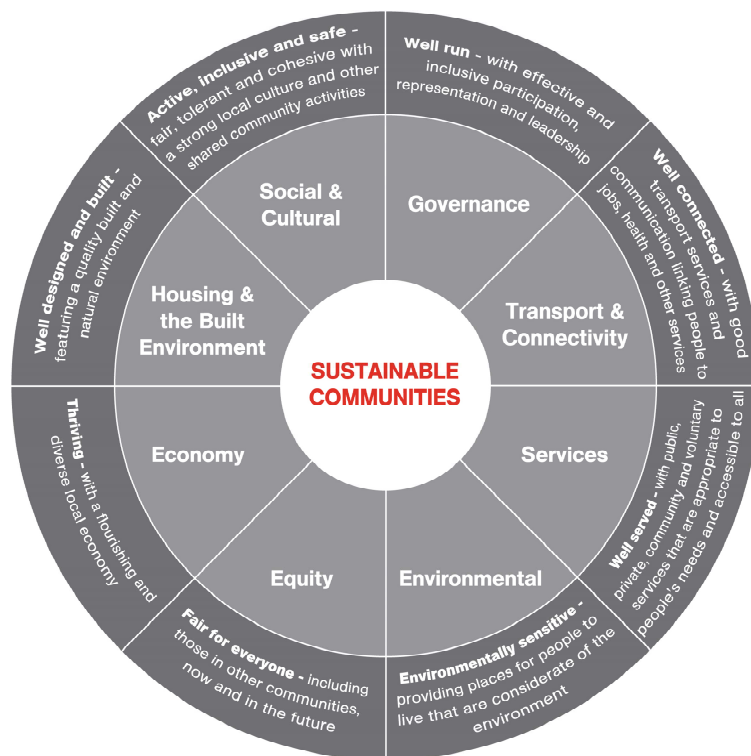 SUSTAINABLE
COMMUNITIES
Governance
Well run - with effective and
inclusive participation,
representation and leadership
Transport &
Connectivity
Well connected - with good
transport services and
communication linking people to
jobs, health and other services
Services
Well served - with public,
private, community and voluntary
services that are appropriate to
people's needs and accessible to all
Environmental
Environmentally sensitive -
providing places for people to
live that are considerate of the
environment
Equity
Fair for everyone - including
those in other communities,
now and in the future
Economy
Thriving - with a flourishing and
diverse local economy
Housing &
the Built
Environment
Well designed and built -
featuring a quality built and
natural environment
Social &
Cultural
Active, inclusive and safe -
fair, tolerant and cohesive with
a strong local culture and other
shared community activities